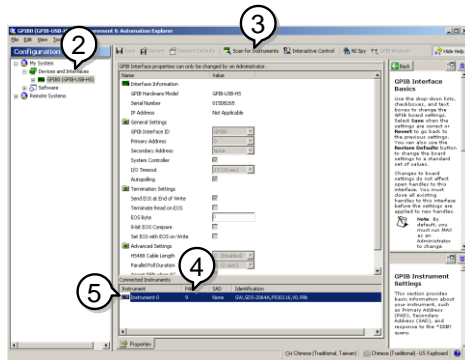 GPIB0 (GPIB-USB-HS) - Measurement & Automation Explorer
File Edit View Tools
3
Configuration
2
Save
Revert
Restore Defaults
Scan For Instruments
Interactive Control
NI Spy
Hide Help
My System
Devices and Interfaces
GPIB0 (GPIB-USB-HS)
Software
Remote Systems
GPIB Interface properties can only be changed by an Administrator.
Name Value
Interface Information
GPIB Hardware Model GPIB-USB-HS
Serial Number 0150B265
IP Address Not Applicable
General Settings
GPIB Interface ID GPIB0
Primary Address 0
Secondary Address None
System Controller
I/O Timeout
Autopolling
Termination Settings
Send EOI at End of Write
Terminate Read on EOS
EOS Byte 0
8-bit EOS Compare
Set EOI with EOS on Write
Advanced Settings
HS488 Cable Length
Parallel Poll Duration
4
Connected Instruments
5
Instrument PAD SAD Identification
Instrument 0 9 None GW,GDS-2064A,P930116,V0.98b
Properties
Back
GPIB Interface
Basics
Use the drop-down lists,
checkboxes, and text
boxes to change the
GPIB board settings.
Select Save when the
settings are correct or
Revert to go back to
the previous settings.
You can also use the
Restore Defaults button
to change the board
settings to a standard
set of values.
Changes to board
settings do not affect
open handles to this
interface. You must
close all existing
handles to this interface
before the settings are
applied to new handles.
Note By
default, you
must run MAX
as an
Administrator
to change
GPIB Instrument
Settings
This section provides
basic information about
your instrument, such
as Primary Address
(PAD), Secondary
Address (SAD), and
response to the *IDN?
query.
CH Chinese (Traditional, Taiwan)
Chinese (Traditional) - US Keyboard